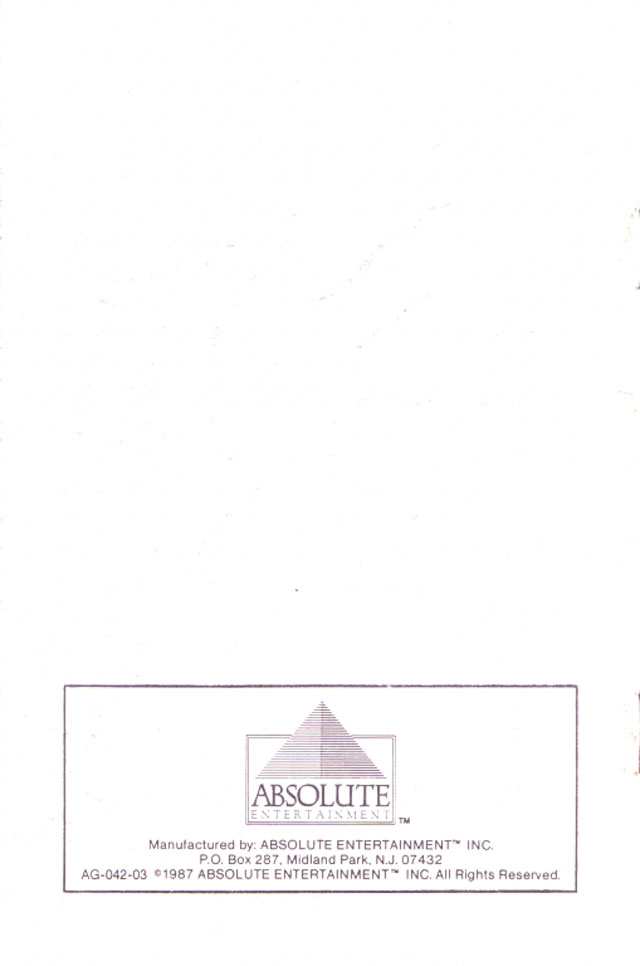 ABSOLUTE
ENTERTAINMENT ™
Manufactured by: ABSOLUTE ENTERTAINMENT™ INC.
P.O. Box 287, Midland Park, N.J. 07432
AG-042-03 ©1987 ABSOLUTE ENTERTAINMENT™ INC. All Rights Reserved.